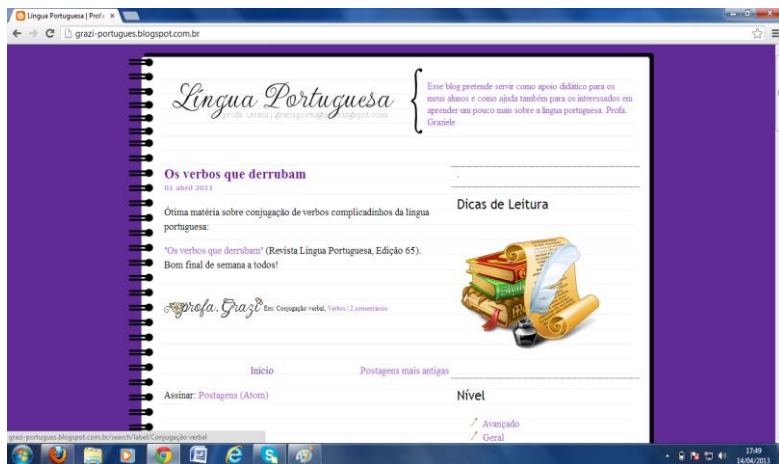 Língua Portuguesa | Profa
grazi-portugues.blogspot.com.br
Língua Portuguesa
Esse blog pretende servir como apoio didático para os
meus alunos e como ajuda também para os interessados em
aprender um pouco mais sobre a língua portuguesa. Profa.
Graziele
Os verbos que derrubam
01 abril 2011
Ótima matéria sobre conjugação de verbos complicadinhos da língua
portuguesa:
"Os verbos que derrubam" (Revista Língua Portuguesa, Edição 65).
Bom final de semana a todos!
profa. Grazi Em: Conjugação verbal, Verbos | 2 comentários
Início Postagens mais antigas
Assinar: Postagens (Atom)
Dicas de Leitura
Nível
Avançado
Geral
grazi-portugues.blogspot.com.br/search/label/Conjugação verbal
17:49
14/04/2013